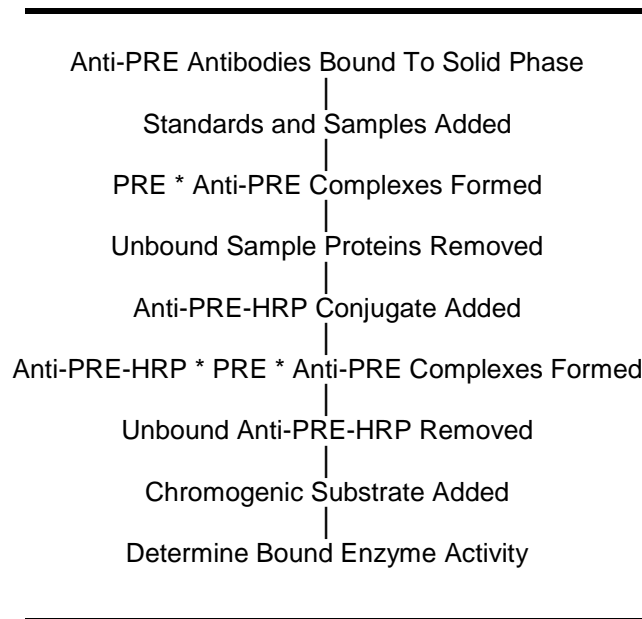 Anti-PRE Antibodies Bound To Solid Phase
Standards and Samples Added
PRE * Anti-PRE Complexes Formed
Unbound Sample Proteins Removed
Anti-PRE-HRP Conjugate Added
Anti-PRE-HRP * PRE * Anti-PRE Complexes Formed
Unbound Anti-PRE-HRP Removed
Chromogenic Substrate Added
Determine Bound Enzyme Activity